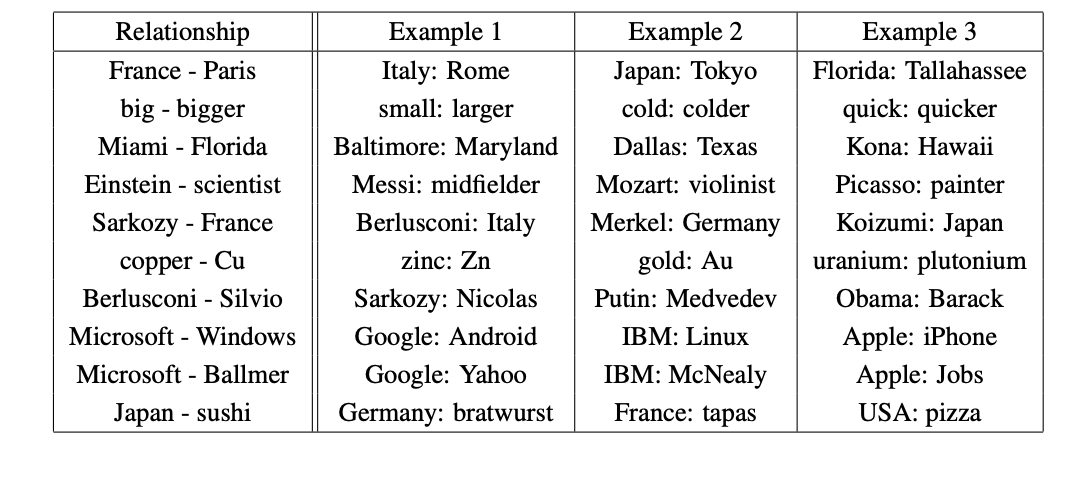 Relationship Example 1 Example 2 Example 3
France - Paris Italy: Rome Japan: Tokyo Florida: Tallahassee
big - bigger small: larger cold: colder quick: quicker
Miami - Florida Baltimore: Maryland Dallas: Texas Kona: Hawaii
Einstein - scientist Messi: midfielder Mozart: violinist Picasso: painter
Sarkozy - France Berlusconi: Italy Merkel: Germany Koizumi: Japan
copper - Cu zinc: Zn gold: Au uranium: plutonium
Berlusconi - Silvio Sarkozy: Nicolas Putin: Medvedev Obama: Barack
Microsoft - Windows Google: Android IBM: Linux Apple: iPhone
Microsoft - Ballmer Google: Yahoo IBM: McNealy Apple: Jobs
Japan - sushi Germany: bratwurst France: tapas USA: pizza